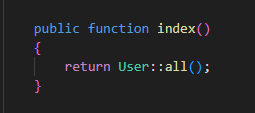 public function index()
{
    return User::all();
}